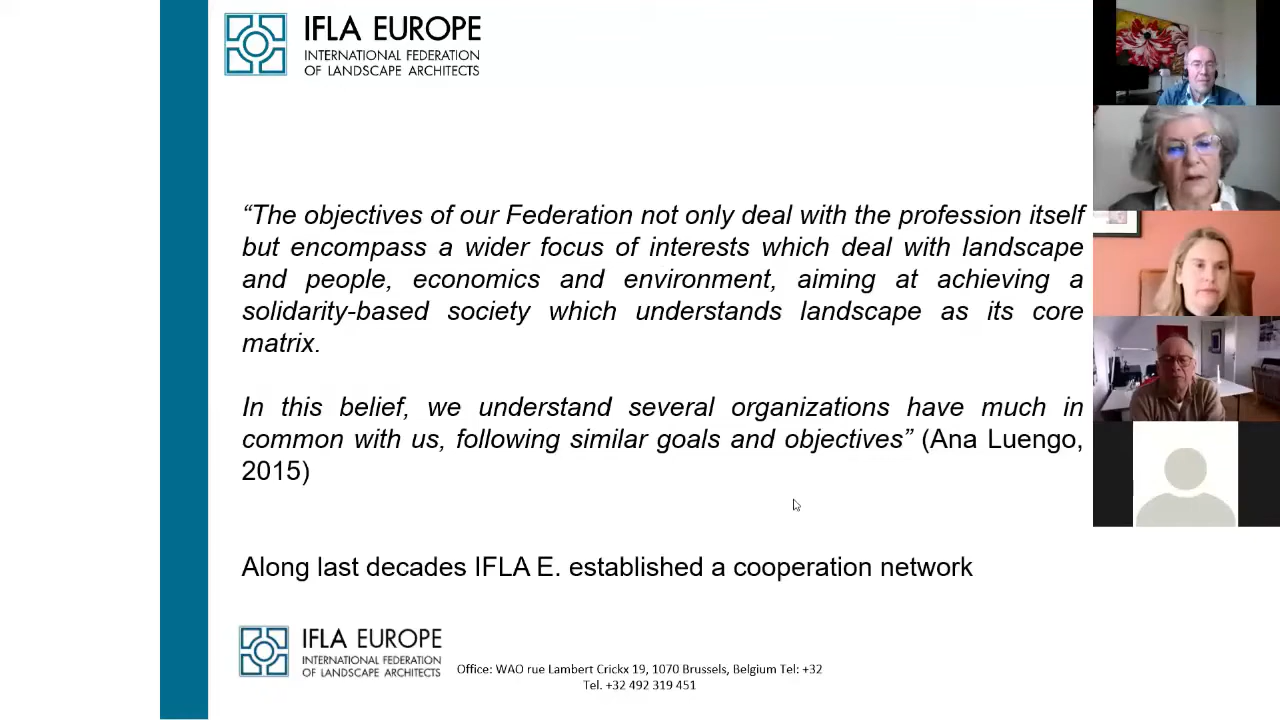 IFLA EUROPE
INTERNATIONAL FEDERATION
OF LANDSCAPE ARCHITECTS
“The objectives of our Federation not only deal with the profession itself
but encompass a wider focus of interests which deal with landscape
and people, economics and environment, aiming at achieving a
solidarity-based society which understands landscape as its core
matrix.
In this belief, we understand several organizations have much in
common with us, following similar goals and objectives” (Ana Luengo,
2015)
Along last decades IFLA E. established a cooperation network
IFLA EUROPE
INTERNATIONAL FEDERATION
OF LANDSCAPE ARCHITECTS
Office: WAO rue Lambert Crickx 19, 1070 Brussels, Belgium Tel: +32
Tel. +32 492 319 451